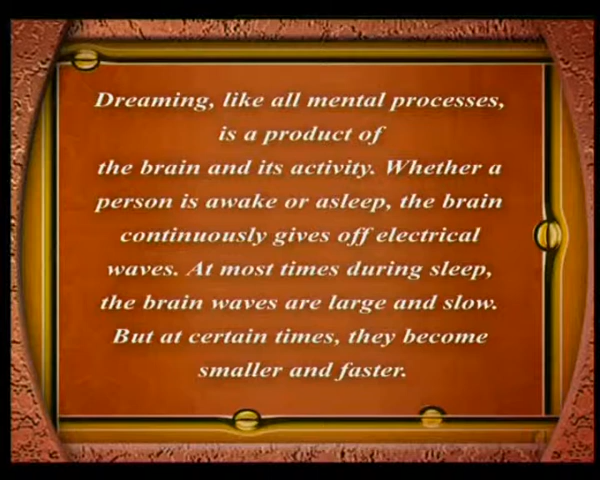 Dreaming, like all mental processes,
is a product of
the brain and its activity. Whether a
person is awake or asleep, the brain
continuously gives off electrical
waves. At most times during sleep,
the brain waves are large and slow.
But at certain times, they become
smaller and faster.